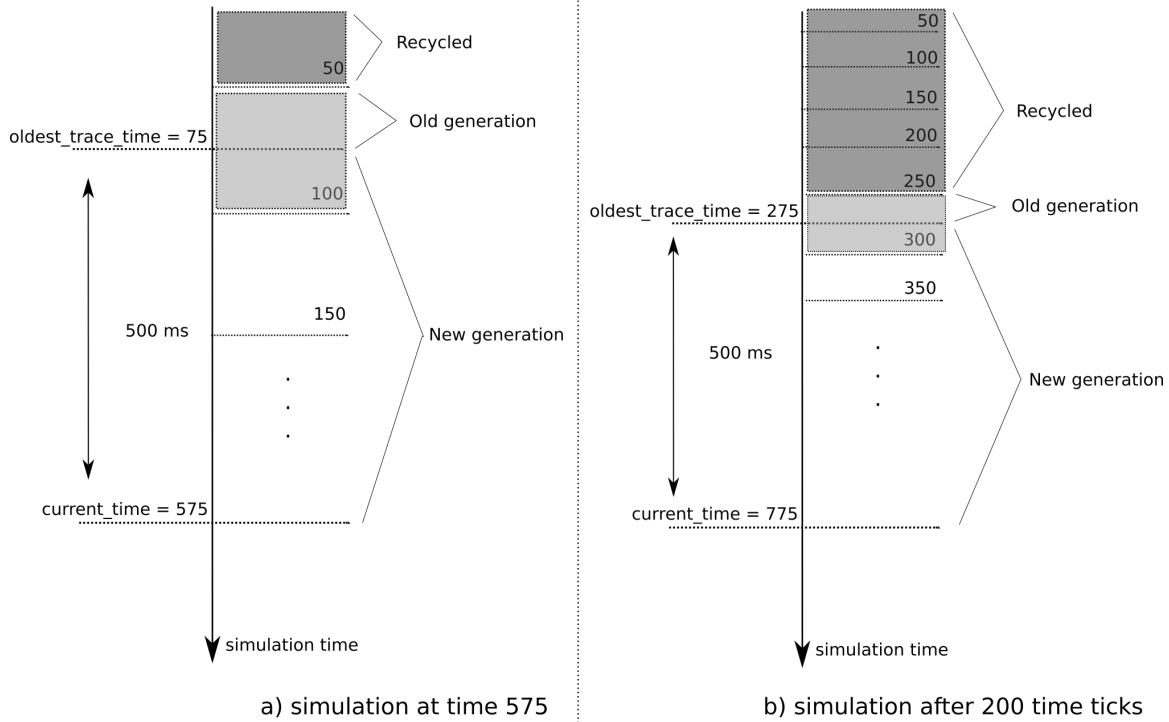 50
Recycled
Old generation
oldest_trace_time = 75
100
150
500 ms
New generation
current_time = 575
simulation time
a) simulation at time 575
50
100
150
200
250
Recycled
Old generation
oldest_trace_time = 275
300
350
500 ms
New generation
current_time = 775
simulation time
b) simulation after 200 time ticks